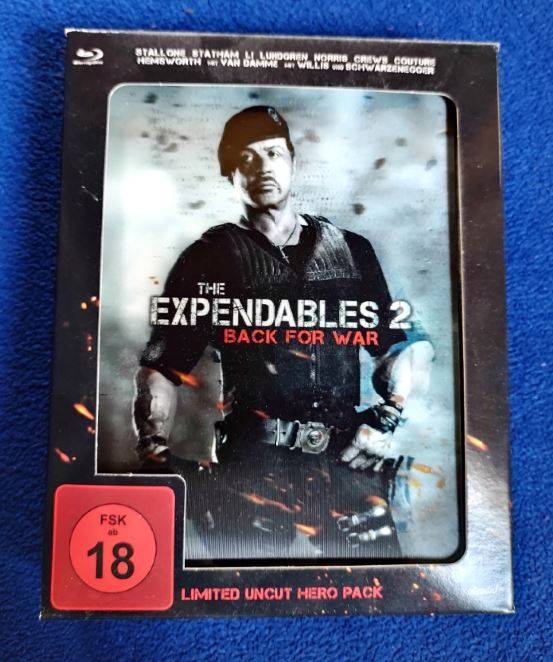 STALLONE STATHAM LI LUNDGREN NORRIS CREWS COUTURE
HEMSWORTH MIT VAN DAMME MIT WILLIS UND SCHWARZENEGGER
THE
EXPENDABLES 2
BACK FOR WAR
FSK
ab
18
LIMITED UNCUT HERO PACK